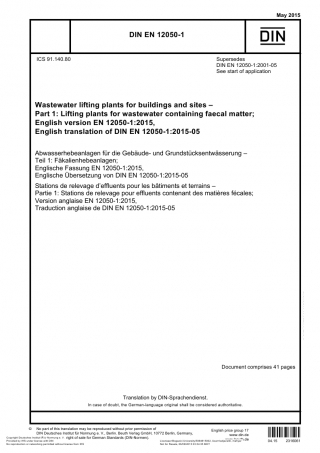 May 2015
DIN EN 12050-1
DIN
ICS 91.140.80
Supersedes
DIN EN 12050-1:2001-05
See start of application
Wastewater lifting plants for buildings and sites –
Part 1: Lifting plants for wastewater containing faecal matter;
English version EN 12050-1:2015,
English translation of DIN EN 12050-1:2015-05
Abwasserhebeanlagen für die Gebäude- und Grundstücksentwässerung –
Teil 1: Fäkalienhebeanlagen;
Englische Fassung EN 12050-1:2015,
Englische Übersetzung von DIN EN 12050-1:2015-05
Stations de relevage d’effluents pour les bâtiments et terrains –
Partie 1: Stations de relevage pour effluents contenant des matières fécales;
Version anglaise EN 12050-1:2015,
Traduction anglaise de DIN EN 12050-1:2015-05
Document comprises 41 pages
Translation by DIN-Sprachendienst.
In case of doubt, the German-language original shall be considered authoritative.
© No part of this translation may be reproduced without prior permission of
DIN Deutsches Institut für Normung e. V., Berlin. Beuth Verlag GmbH, 10772 Berlin, Germany,
right of sale for German Standards (DIN-Normen).
English price group 17
www.din.de
04.15